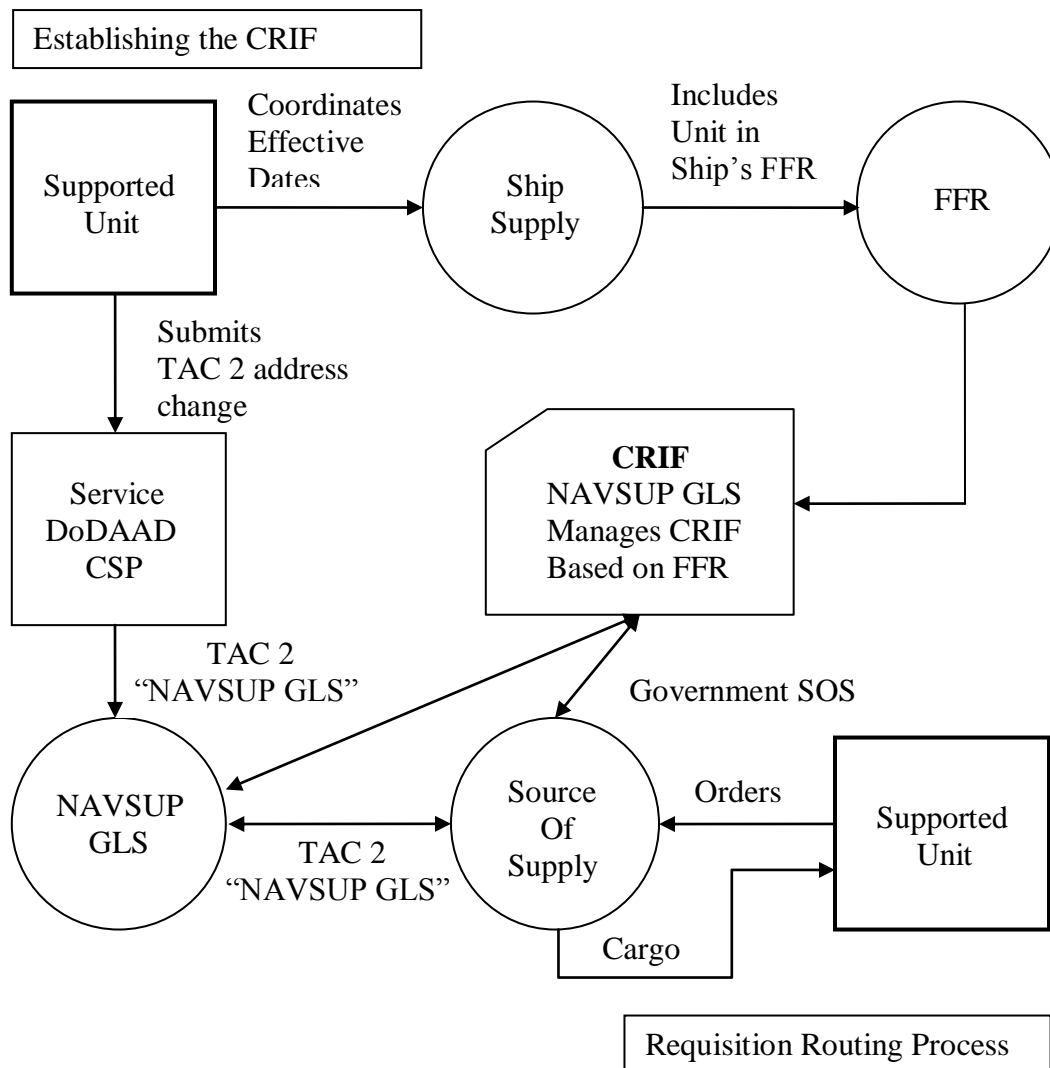 Establishing the CRIF
Supported
Unit
Coordinates
Effective
Dates
Ship
Supply
Includes
Unit in
Ship's FFR
FFR
Submits
TAC 2 address
change
Service
DoDAAD
CSP
CRIF
NAVSUP GLS
Manages CRIF
Based on FFR
TAC 2
“NAVSUP GLS”
Government SOS
NAVSUP
GLS
TAC 2
“NAVSUP GLS”
Source
Of
Supply
Orders
Supported
Unit
Cargo
Requisition Routing Process